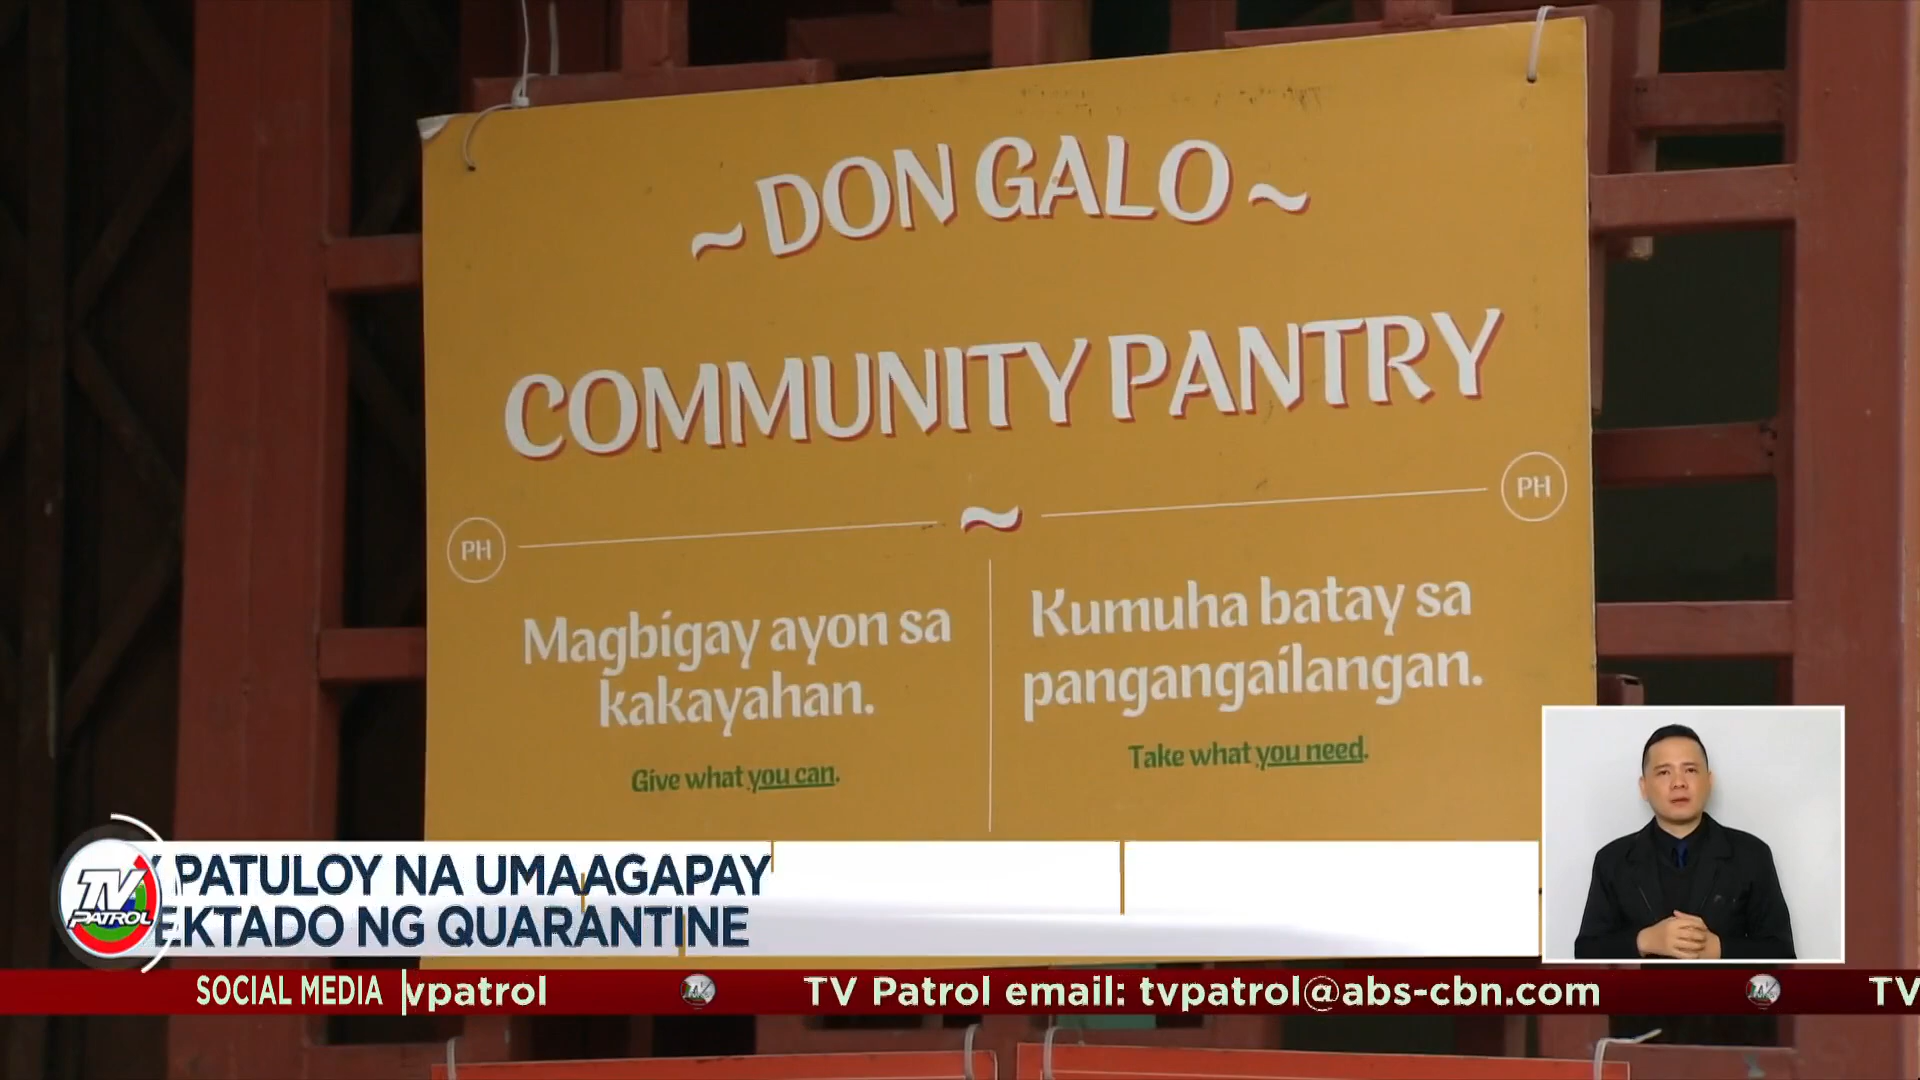 ~ DON GALO ~
COMMUNITY PANTRY
~
PH
PH
Magbigay ayon sa
kakayahan.
Give what you can.
Kumuha batay sa
pangangailangan.
Take what you need.
TV
PATROL
PATULOY NA UMAAGAPAY
NG QUARANTINE
SOCIAL MEDIA
vpatrol
TV Patrol email: tvpatrol@abs-cbn.com
TV